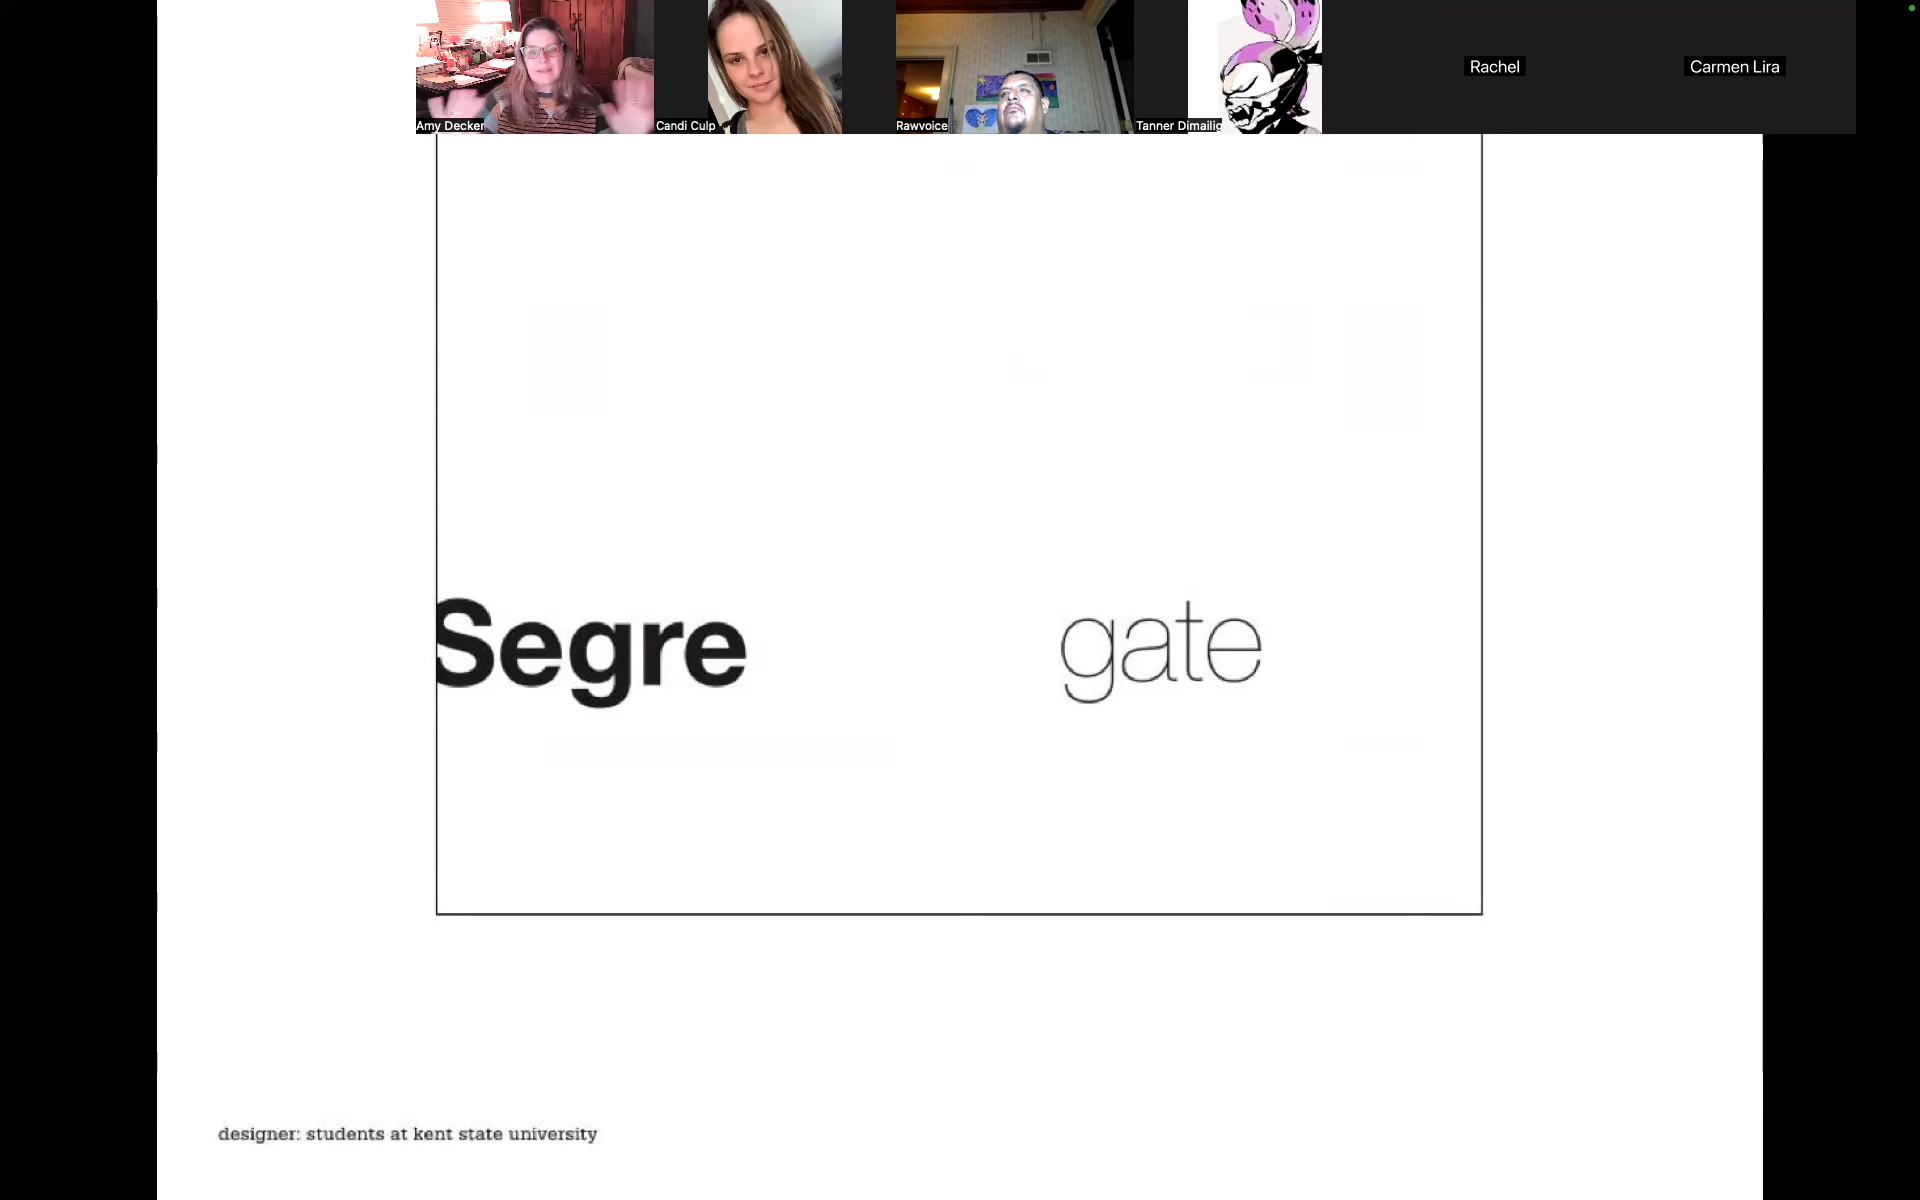 Amy Decker
Candi Culp
Rawvoice
Tanner Dimailig
Rachel
Carmen Lira
Segre gate
designer: students at kent state university